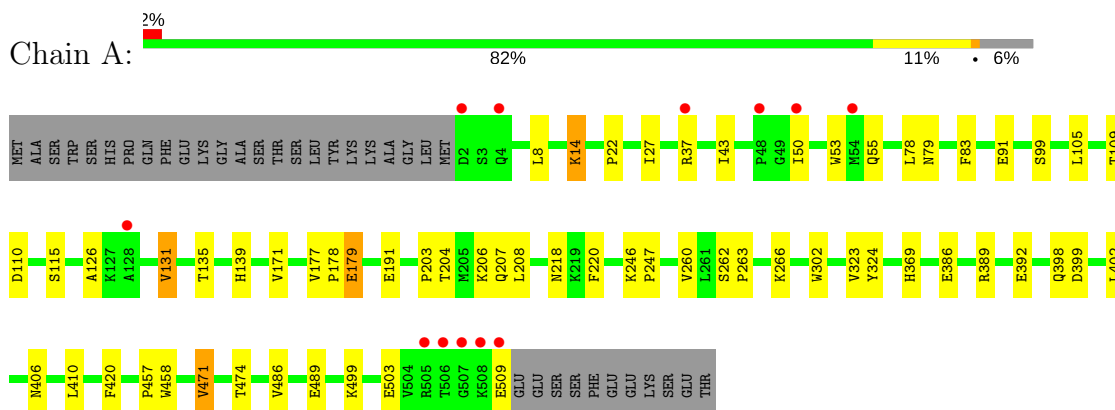 2%
Chain A:
82% 11% • 6%
MET ALA SER TRP SER HIS PRO GLN PHE GLU LYS GLY ALA SER THR SER LEU TYR LYS LYS ALA GLY LEU MET D2 S3 Q4 L8 K14 P22 I27 R37 I43 P48 G49 I50 W53 M54 Q55 L78 N79 F83 E91 S99 L105 T109
D110 S115 A126 K127 A128 V131 T135 H139 V171 V177 P178 E179 E191 P203 T204 M205 K206 Q207 L208 N218 K219 F220 K246 P247 V260 L261 S262 P263 K266 W302 V323 Y324 H369 E386 R389 E392 Q398 D399 L402
N406 L410 F420 P457 W458 V471 T474 V486 E489 K499 E503 V504 R505 T506 G507 K508 E509 GLU GLU SER SER PHE GLU GLU LYS SER GLU THR